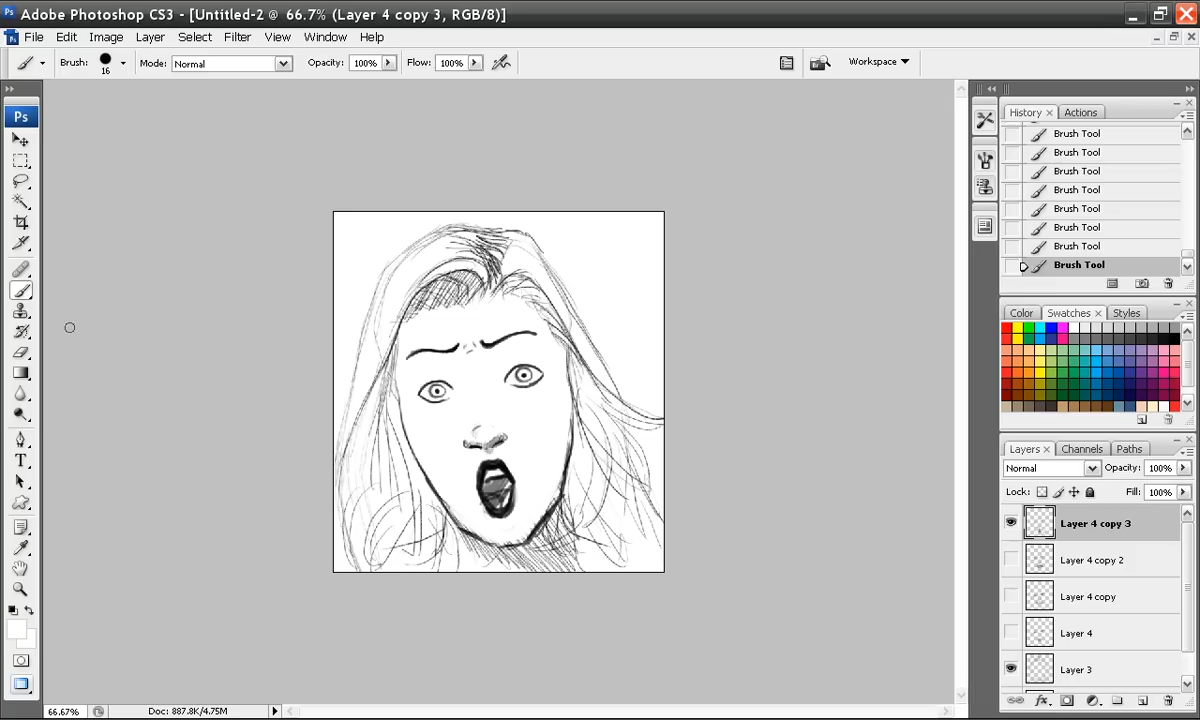 Ps Adobe Photoshop CS3 - [Untitled-2 @ 66.7% (Layer 4 copy 3, RGB/8)]
Ps File Edit Image Layer Select Filter View Window Help
Brush: 16 Mode: Normal Opacity: 100% Flow: 100% Workspace
Ps
History Actions
Brush Tool
Brush Tool
Brush Tool
Brush Tool
Brush Tool
Brush Tool
Brush Tool
Brush Tool
Color Swatches Styles
Layers Channels Paths
Normal Opacity: 100%
Lock: Fill: 100%
Layer 4 copy 3
Layer 4 copy 2
Layer 4 copy
Layer 4
Layer 3
T
fx
66.67% Doc: 887.8K/4.75M